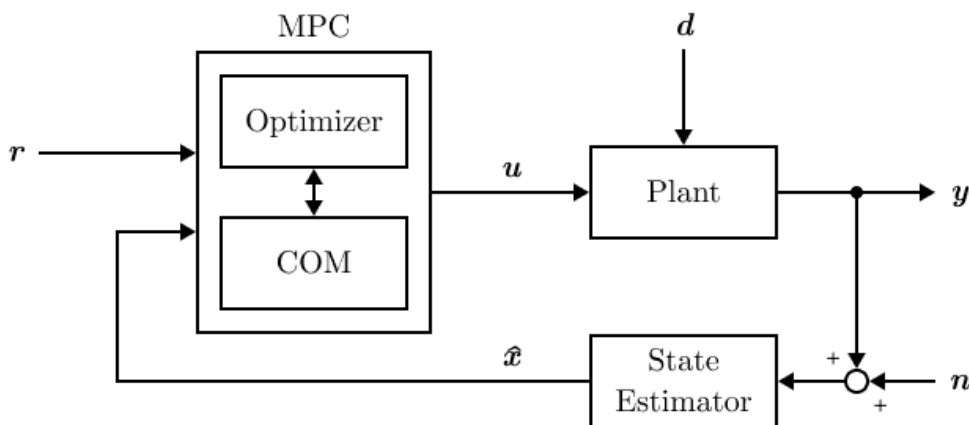 MPC
d
Optimizer
r
u
Plant
y
COM
x̂
State
Estimator
+
n
+